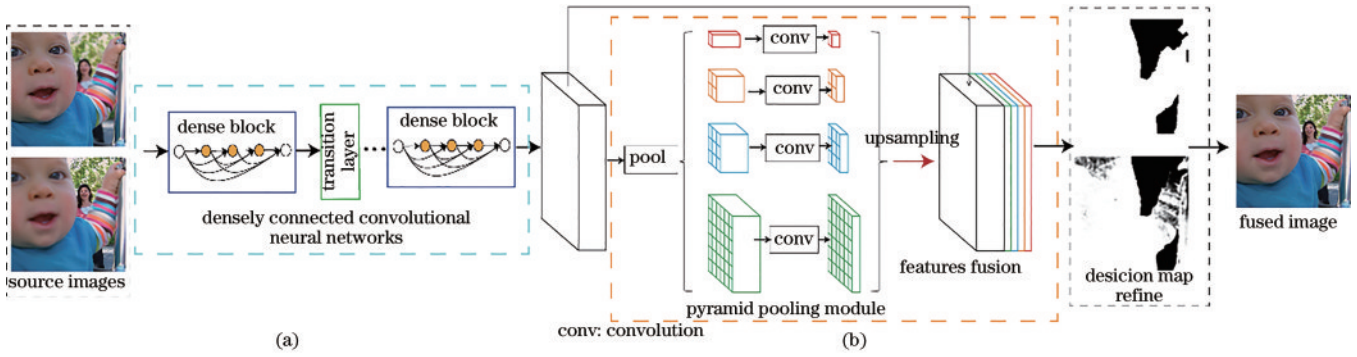 source images
dense block
transition
layer
dense block
densely connected convolutional
neural networks
(a)
pool
conv
conv
conv
conv
pyramid pooling module
conv: convolution
upsampling
features fusion
(b)
desicion map
refine
fused image